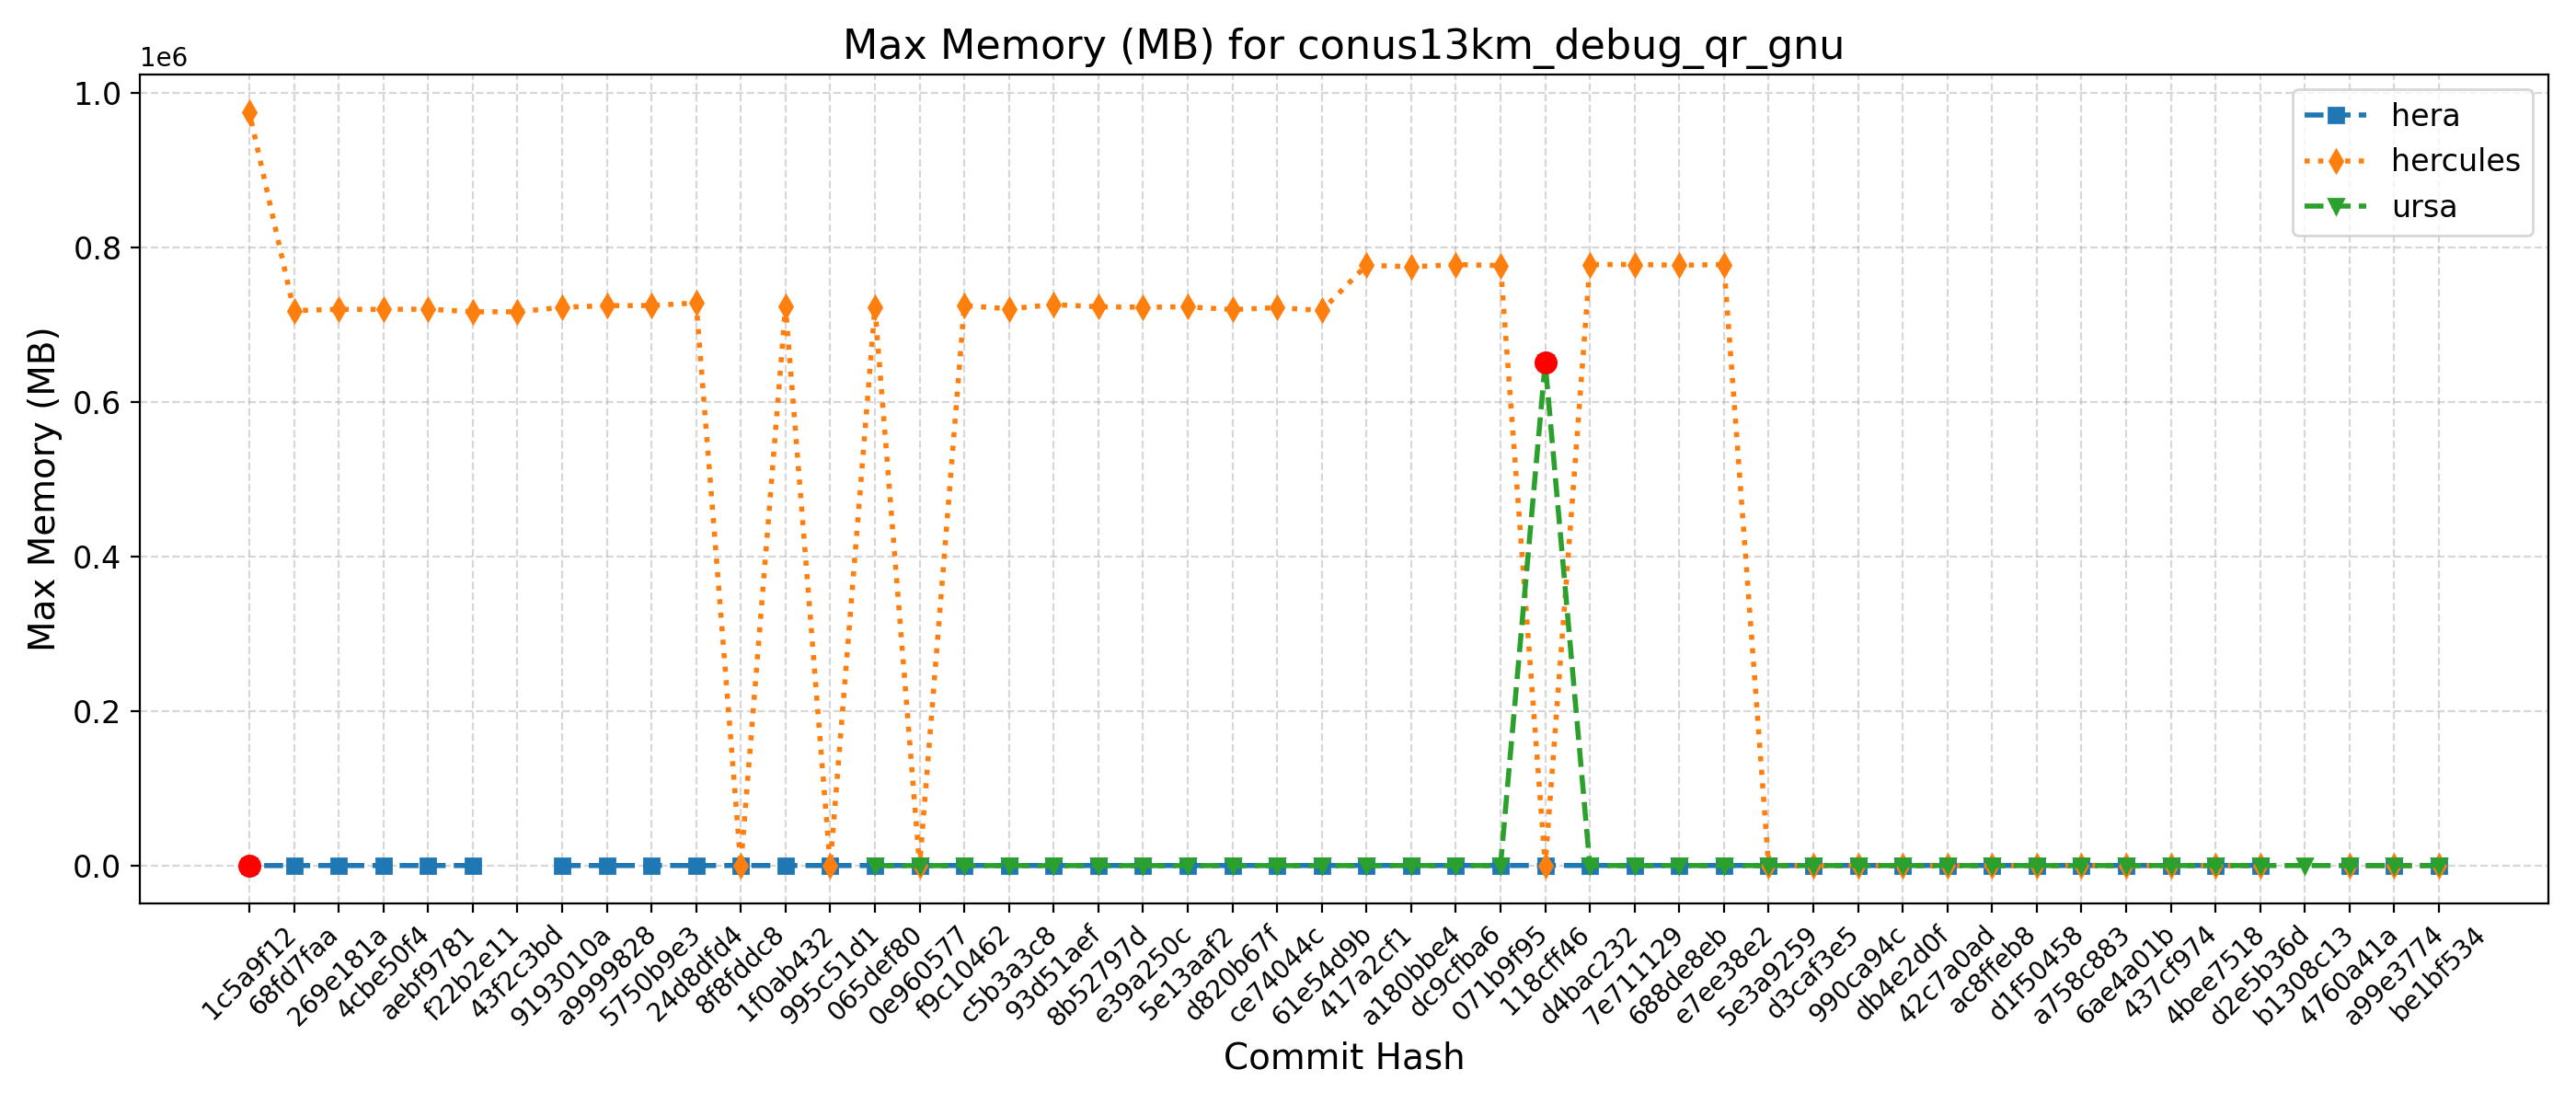 Max Memory (MB) for conus13km_debug_qr_gnu
1e6
1.0
0.8
0.6
0.4
0.2
0.0
Max Memory (MB)
hera
hercules
ursa
1c5a9f12
68fd7faa
269e181a
4cbe50f4
aebf9781
f22b2e11
43f2c3bd
9193010a
a9999828
5750b9e3
24d8dfd4
8f8fddc8
1f0ab432
995c51d1
065def80
0e960577
f9c10462
c5b3a3c8
93d51aef
8b52797d
e39a250c
5e13aaf2
d820b67f
ce74044c
61e54d9b
417a2cf1
a180bbe4
dc9cfba6
071b9f95
118cff46
d4bac232
7e711129
688de8eb
e7ee38e2
5e3a9259
d3caf3e5
990ca94c
db4e2d0f
42c7a0ad
ac8ffeb8
d1f50458
a758c883
6ae4a01b
437cf974
4bee7518
d2e5b36d
b1308c13
4760a41a
a99e3774
be1bf534
Commit Hash